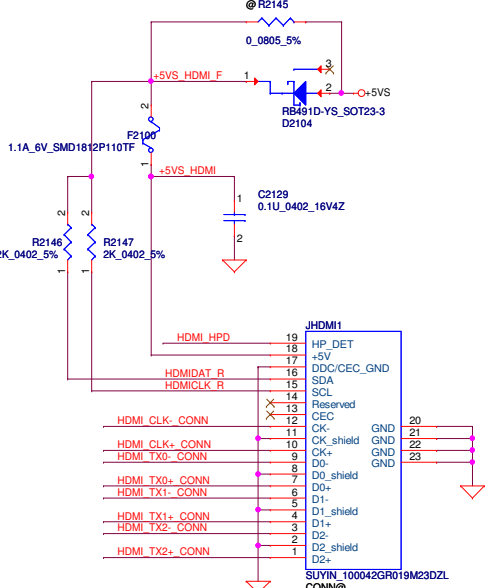 @ R2145
0_0805_5%
+5VS_HDMI_F
1
3
2
+5VS
RB491D-YS_SOT23-3
D2104
2
F2100
1.1A_6V_SMD1812P110TF
1
+5VS_HDMI
C2129
0.1U_0402_16V4Z
1
2
2
2
R2146
2K_0402_5%
R2147
2K_0402_5%
1
1
JHDMI1
HDMI_HPD 19 HP_DET
18 +5V
17 DDC/CEC_GND
HDMIDAT_R 16 SDA
HDMICLK_R 15 SCL
14 Reserved
13 CEC
HDMI_CLK-_CONN 12 CK- GND 20
11 CK_shield GND 21
HDMI_CLK+_CONN 10 CK+ GND 22
HDMI_TX0-_CONN 9 D0- GND 23
8 D0_shield
HDMI_TX0+_CONN 7 D0+
HDMI_TX1-_CONN 6 D1-
5 D1_shield
HDMI_TX1+_CONN 4 D1+
HDMI_TX2-_CONN 3 D2-
2 D2_shield
HDMI_TX2+_CONN 1 D2+
SUYIN_100042GR019M23DZL
CONN@